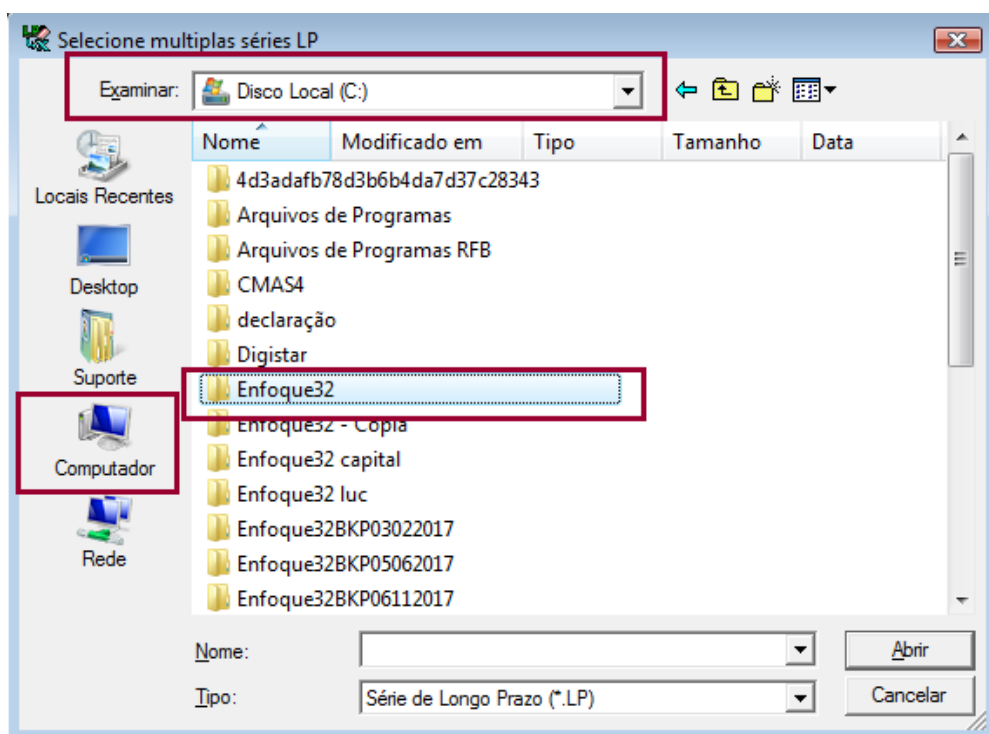 Selecione multiplas séries LP
Examinar: Disco Local (C:)
Nome Modificado em Tipo Tamanho Data
Locais Recentes
Desktop
Suporte
Computador
Rede
4d3adafb78d3b6b4da7d37c28343
Arquivos de Programas
Arquivos de Programas RFB
CMAS4
declaração
Digistar
Enfoque32
Enfoque32 - Copia
Enfoque32 capital
Enfoque32 luc
Enfoque32BKP03022017
Enfoque32BKP05062017
Enfoque32BKP06112017
Nome: Abrir
Tipo: Série de Longo Prazo (*.LP) Cancelar